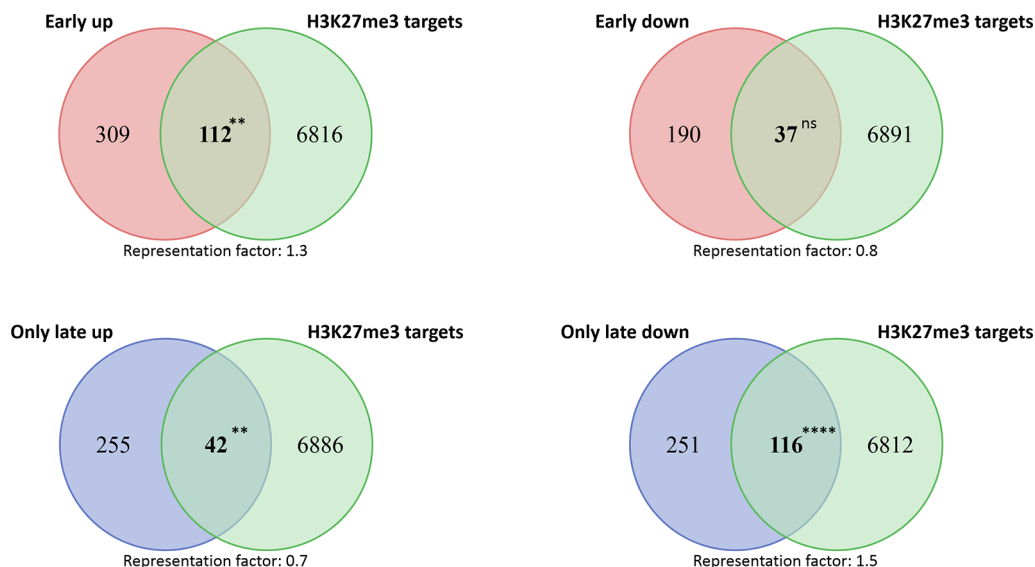 Early up H3K27me3 targets
309 112** 6816
Representation factor: 1.3
Early down H3K27me3 targets
190 37 ns 6891
Representation factor: 0.8
Only late up H3K27me3 targets
255 42** 6886
Representation factor: 0.7
Only late down H3K27me3 targets
251 116**** 6812
Representation factor: 1.5